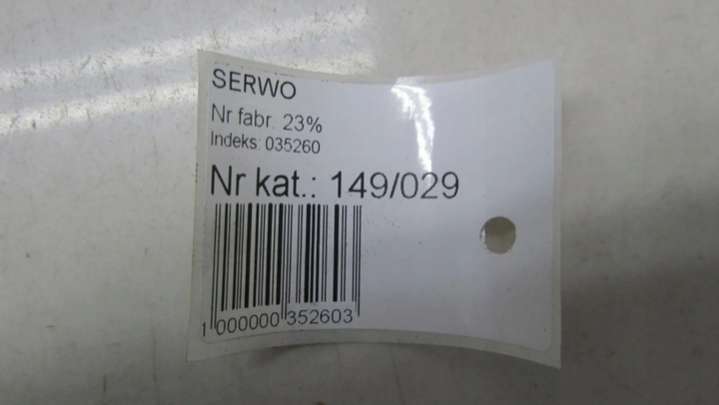 SERWO
Nr fabr. 23%
Indeks: 035260
Nr kat.: 149/029
1 000000 352603